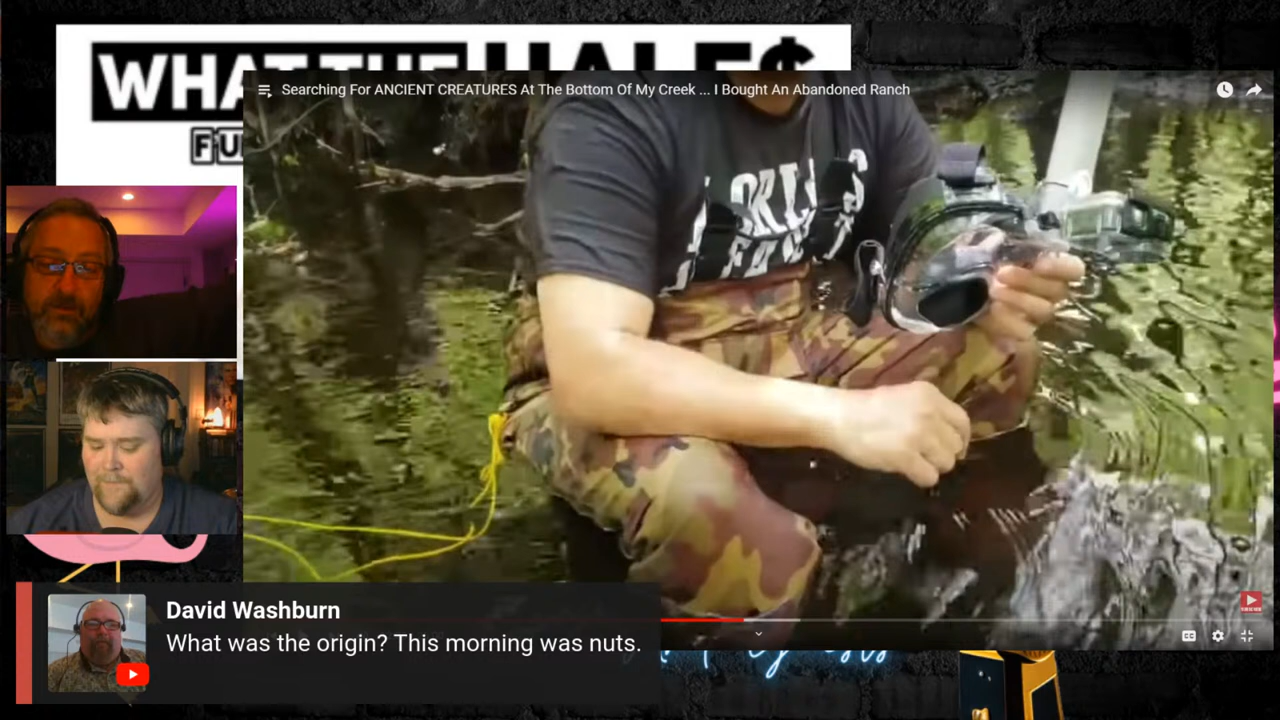 WHAT THE HALE$
FU
Searching For ANCIENT CREATURES At The Bottom Of My Creek ... I Bought An Abandoned Ranch
David Washburn
What was the origin? This morning was nuts.